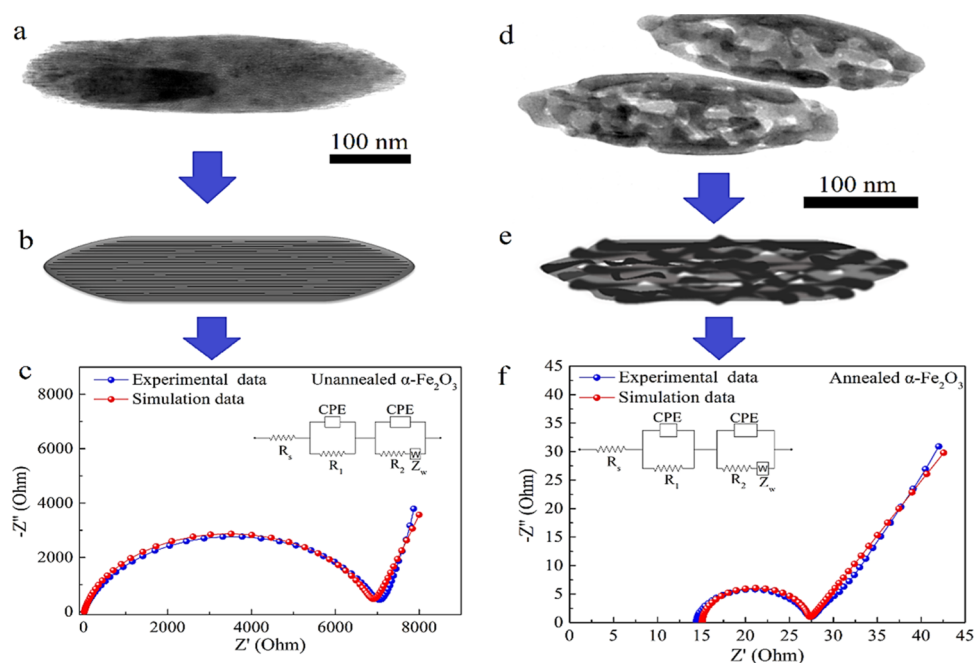 a
100 nm
b
c
8000
6000
4000
2000
0
-Z'' (Ohm)
Experimental data
Simulation data
Unannealed α-Fe₂O₃
CPE
CPE
Rₛ
R₁
R₂
W
Z_w
0
2000
4000
6000
8000
Z' (Ohm)
d
100 nm
e
f
45
40
35
30
25
20
15
10
5
0
-Z'' (Ohm)
Experimental data
Simulation data
Annealed α-Fe₂O₃
CPE
CPE
Rₛ
R₁
R₂
W
Z_w
0
5
10
15
20
25
30
35
40
45
Z' (Ohm)